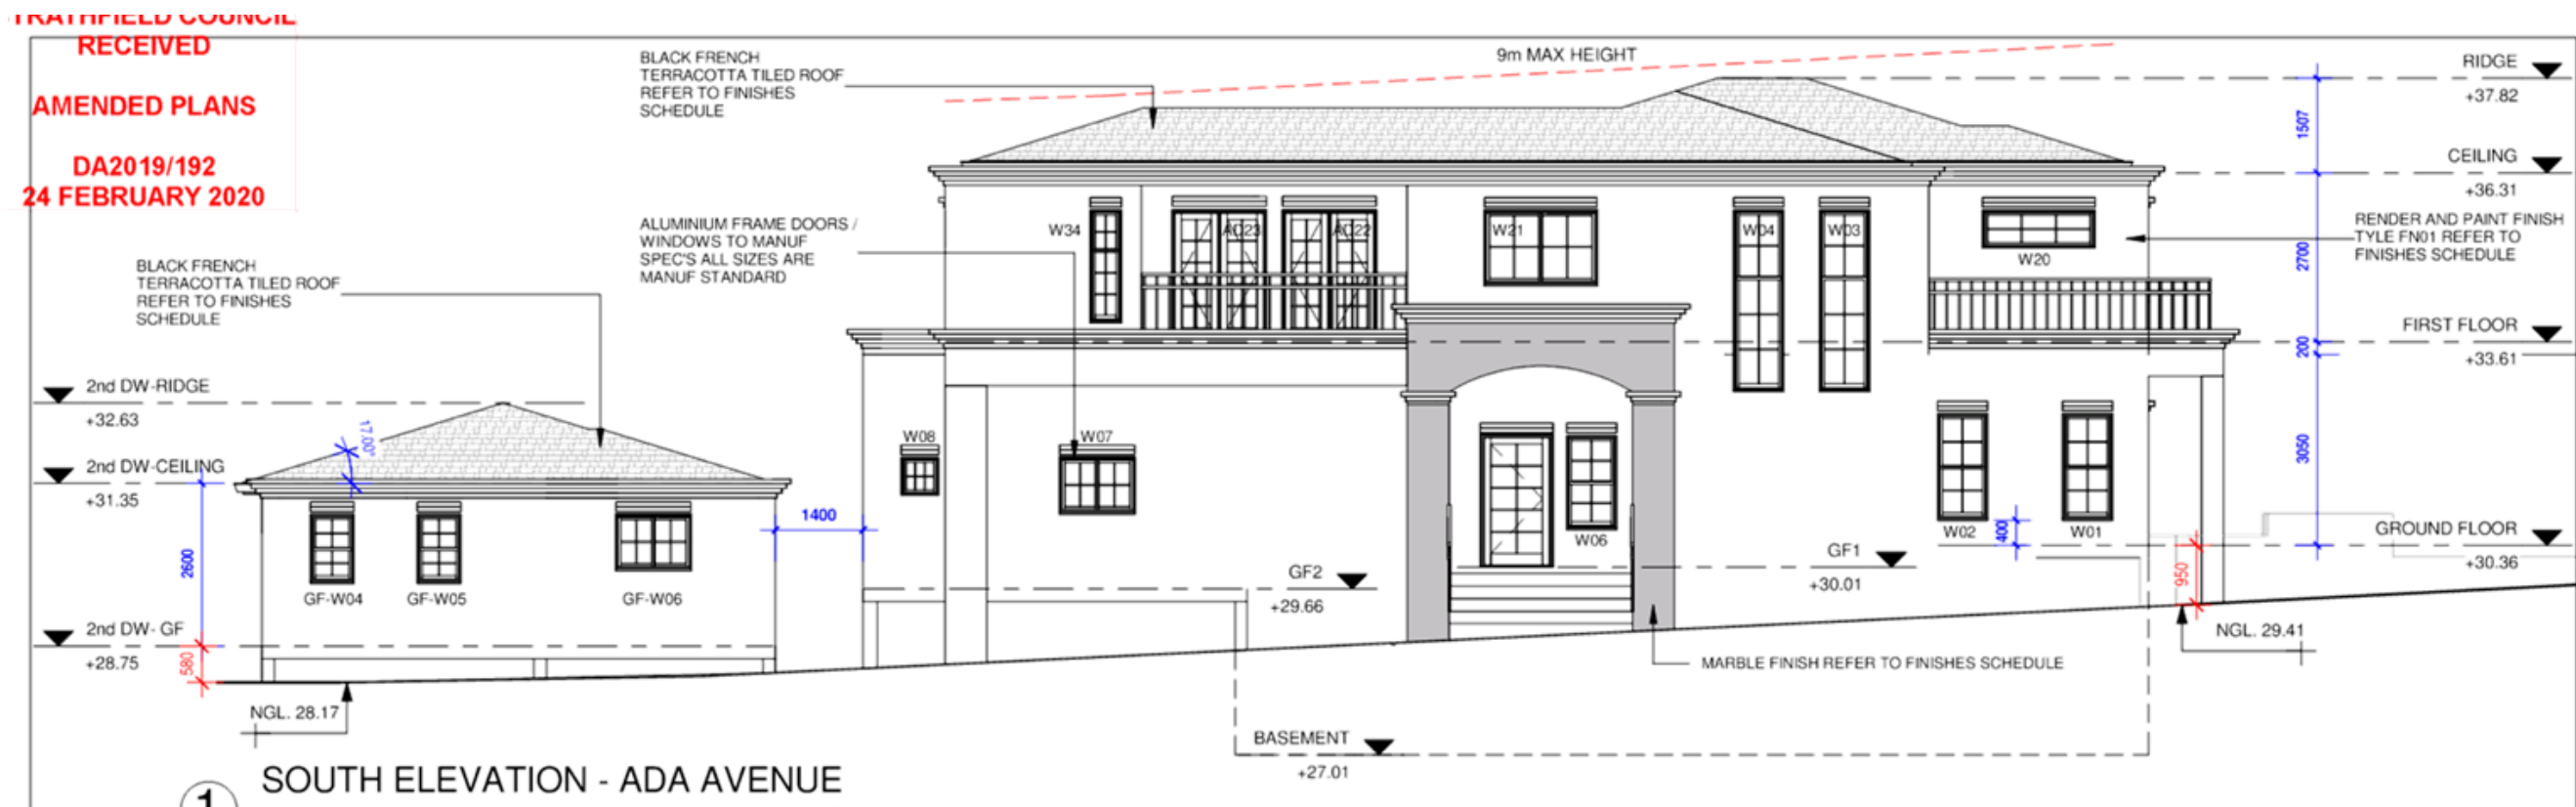 STRATHFIELD COUNCIL
RECEIVED
AMENDED PLANS
DA2019/192
24 FEBRUARY 2020
BLACK FRENCH
TERRACOTTA TILED ROOF
REFER TO FINISHES
SCHEDULE
9m MAX HEIGHT
RIDGE
+37.82
1507
CEILING
+36.31
ALUMINIUM FRAME DOORS /
WINDOWS TO MANUF
SPEC'S ALL SIZES ARE
MANUF STANDARD
W34
AD23
AD22
W21
W04
W03
W20
RENDER AND PAINT FINISH
TYLE FN01 REFER TO
FINISHES SCHEDULE
2700
BLACK FRENCH
TERRACOTTA TILED ROOF
REFER TO FINISHES
SCHEDULE
FIRST FLOOR
+33.61
200
2nd DW-RIDGE
+32.63
17.00°
2nd DW-CEILING
+31.35
W08
W07
3050
1400
W06
W02
400
W01
GROUND FLOOR
+30.36
2600
GF-W04
GF-W05
GF-W06
GF2
+29.66
GF1
+30.01
950
2nd DW- GF
+28.75
580
NGL. 29.41
MARBLE FINISH REFER TO FINISHES SCHEDULE
NGL. 28.17
BASEMENT
+27.01
1
SOUTH ELEVATION - ADA AVENUE